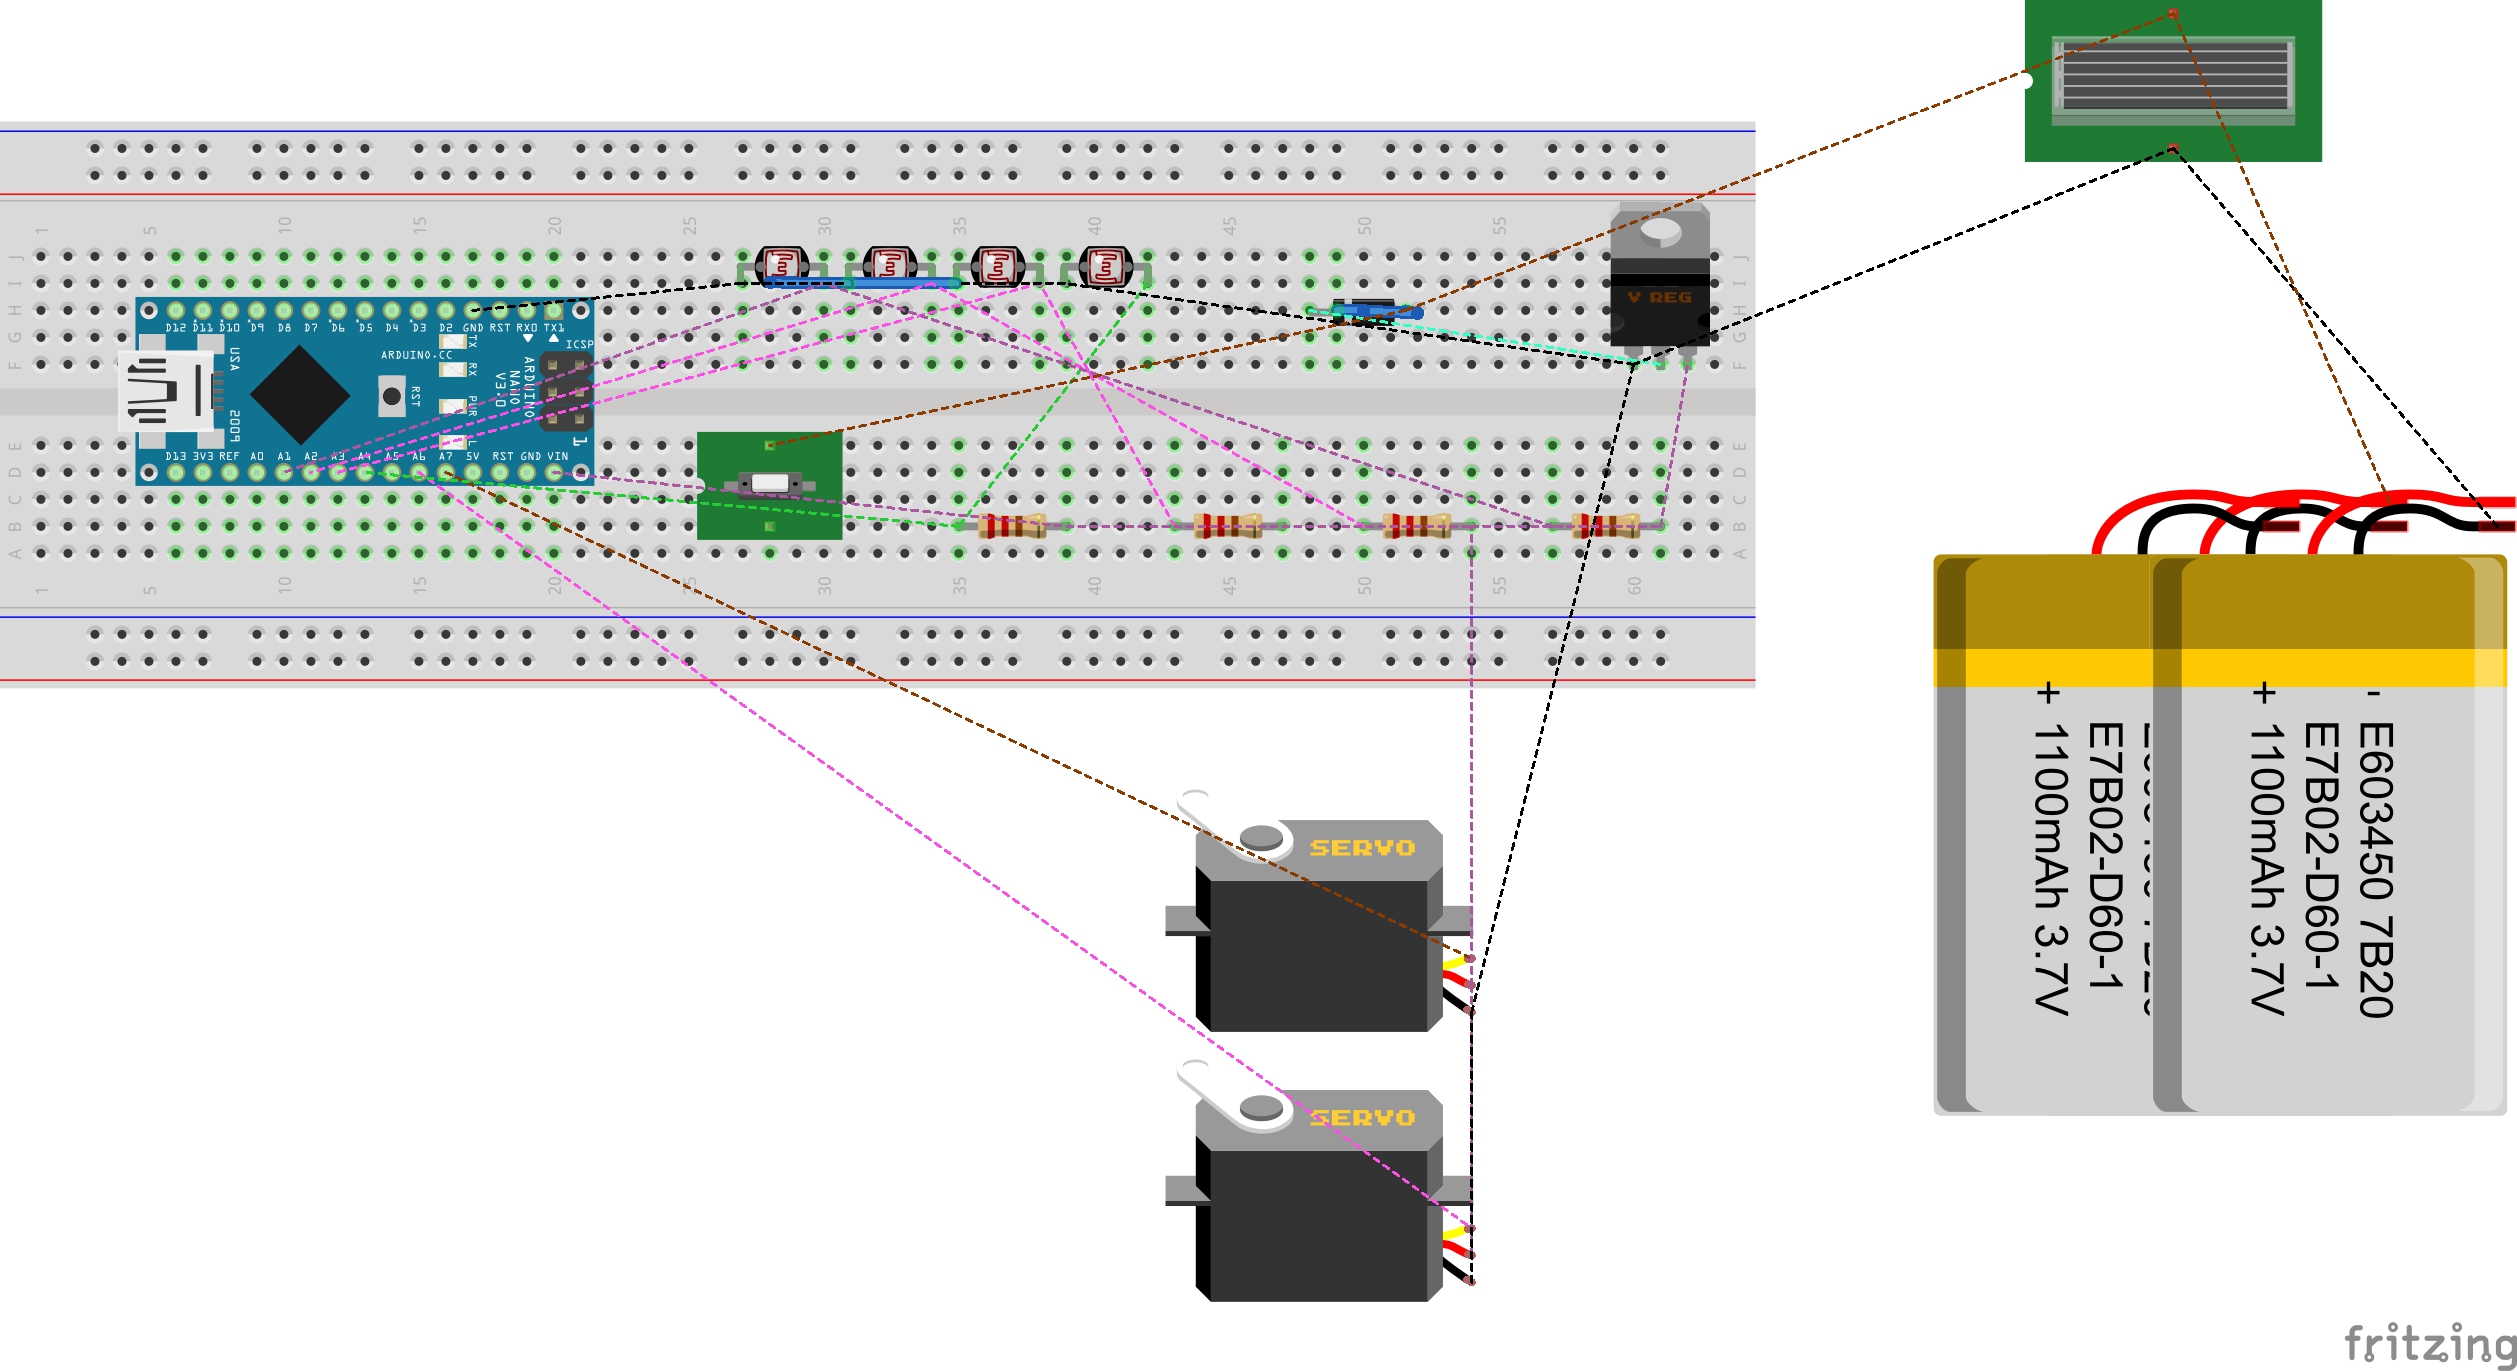 1 5 10 15 20 25 30 35 40 45 50 55
J J
I I
H H
G G
F F
V REG
D12 D11 D10 D9 D8 D7 D6 D5 D4 D3 D2 GND RST RX0 TX1
TX
ICSP
ARDUINO.CC
USA
RX
RST
ARDUINO
NANO
V3.0
PWR
2009
L
1
D13 3V3 REF A0 A1 A2 A3 A4 A5 A6 A7 5V RST GND VIN
E E
D D
C C
B B
A A
1 5 10 15 20 25 30 35 40 45 50 55 60
+ 1100mAh 3.7V
E7B02-D60-1
- E603450 7B20
E7B02-D60-1
+ 1100mAh 3.7V
SERVO
SERVO
fritzing